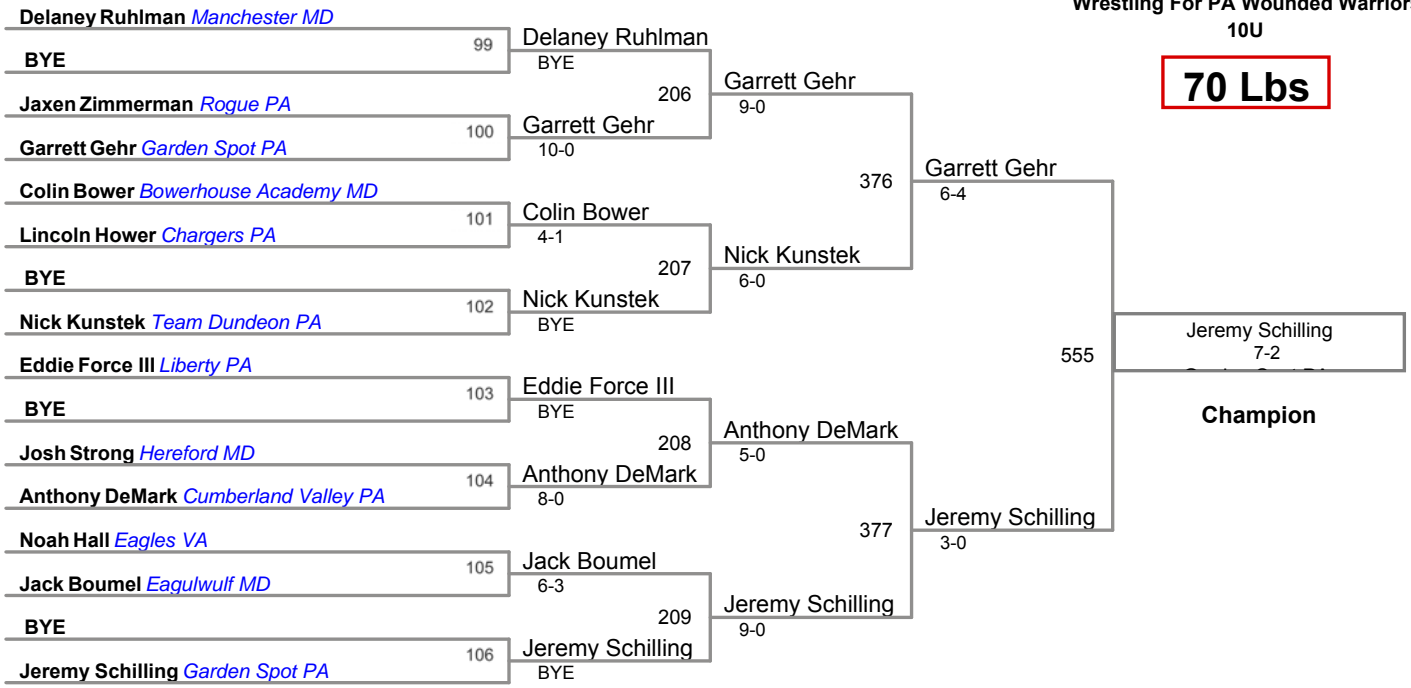 Wrestling For PA Wounded Warriors
10U
70 Lbs
Delaney Ruhlman Manchester MD
BYE
99
Jaxen Zimmerman Rogue PA
Garrett Gehr Garden Spot PA
100
Colin Bower Bowerhouse Academy MD
Lincoln Hower Chargers PA
101
BYE
Nick Kunstek Team Dundeon PA
102
Eddie Force III Liberty PA
BYE
103
Josh Strong Hereford MD
Anthony DeMark Cumberland Valley PA
104
Noah Hall Eagles VA
Jack Boumel Eagulwulf MD
105
BYE
Jeremy Schilling Garden Spot PA
106
Delaney Ruhlman
BYE
206
Garrett Gehr
10-0
Colin Bower
4-1
207
Nick Kunstek
BYE
Eddie Force III
BYE
208
Anthony DeMark
8-0
Jack Boumel
6-3
209
Jeremy Schilling
BYE
Garrett Gehr
9-0
376
Nick Kunstek
6-0
Anthony DeMark
5-0
377
Jeremy Schilling
9-0
Garrett Gehr
6-4
555
Jeremy Schilling
3-0
Jeremy Schilling
7-2
Champion